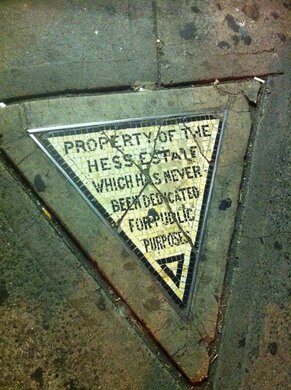 PROPERTY OF THE
HESS ESTATE
WHICH HAS NEVER
BEEN DEDICATED
FOR PUBLIC
PURPOSES